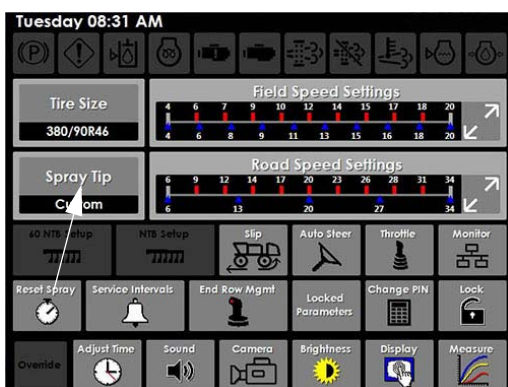 Tuesday 08:31 AM
Tire Size
380/90R46
Field Speed Settings
4 6 7 9 10 12 14 15 17 18 20
4 6 8 9 11 13 15 16 18 20
Spray Tip
Custom
Road Speed Settings
6 9 12 14 17 20 23 26 28 31 34
6 13 20 27 34
60 NTB Setup
NTB Setup
Slip
Auto Steer
Throttle
Monitor
Reset Spray
Service Intervals
End Row Mgmt
Locked
Parameters
Change PIN
Lock
Override
Adjust Time
Sound
Camera
Brightness
Display
Measure